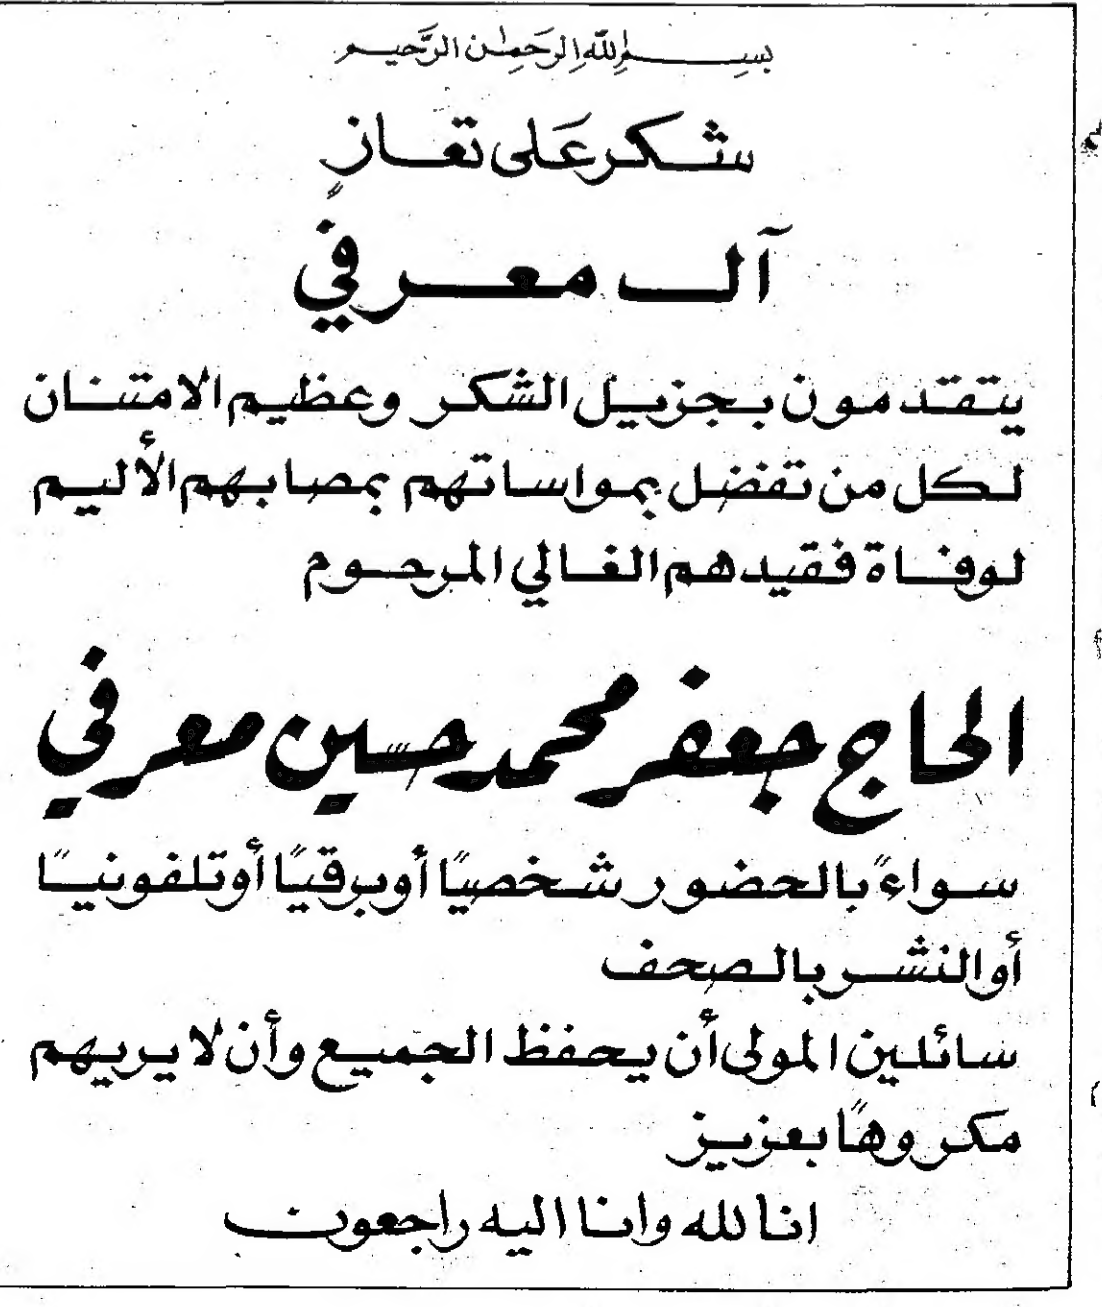 بسم الله الرحمن الرحيم
شكر على تعازٍ
آل معرفي
يتقدمون بجزيل الشكر وعظيم الامتنان
لكل من تفضل بمواساتهم بمصابهم الأليم
لوفاة فقيدهم الغالي المرحوم
الحاج جعفر محمد حسين معرفي
سواءً بالحضور شخصيًا أو برقيًا أو تلفونيًا
أو النشر بالصحف
سائلين المولى أن يحفظ الجميع وأن لا يريهم
مكروهًا بعزيز
انا لله وانا اليه راجعون